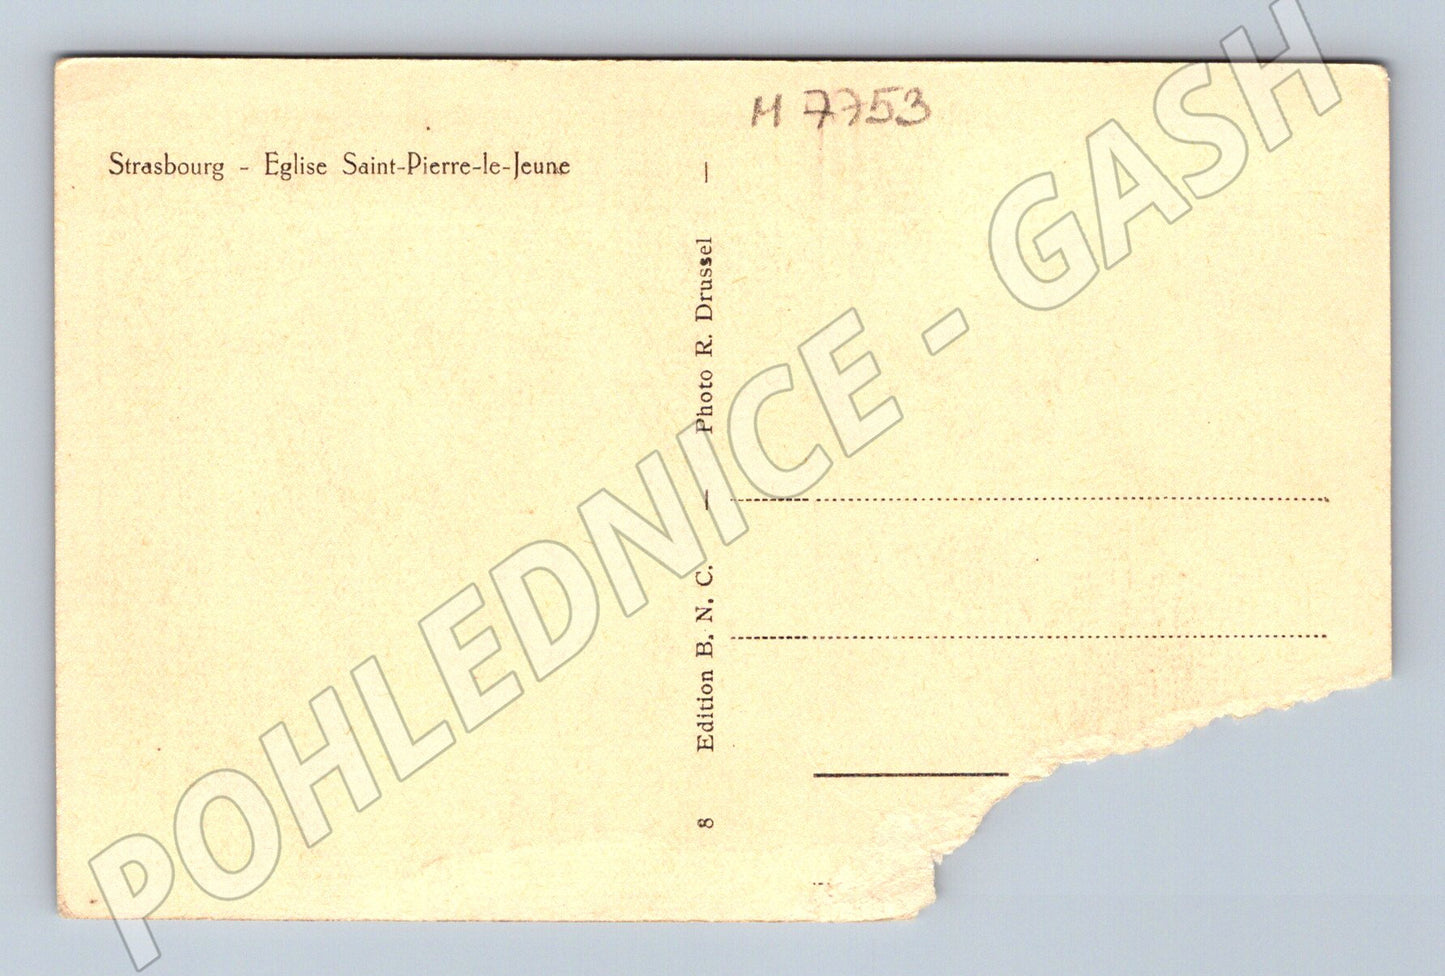 M 7753
Strasbourg - Eglise Saint-Pierre-le-Jeune
8 Edition B. N. C. — Photo R. Drussel —
POHLEDNICE - GASH